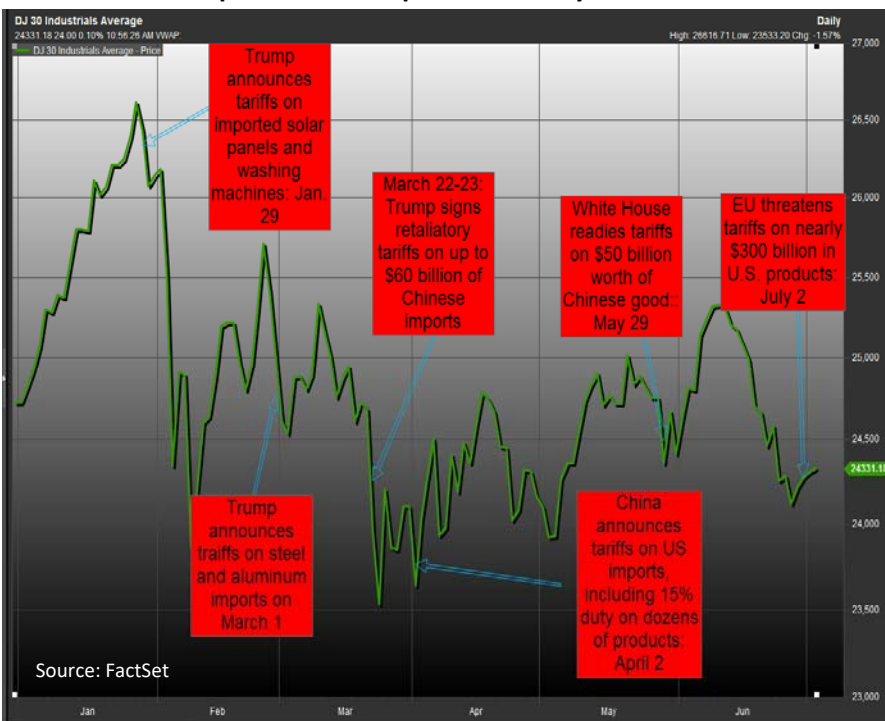 DJ 30 Industrials Average
24331.18 24.00 0.10% 10:56:26 AM VWAP:
DJ 30 Industrials Average - Price
Daily
High: 26616.71 Low: 23533.20 Chg: -1.57%
Trump
announces
tariffs on
imported solar
panels and
washing
machines: Jan.
29
March 22-23:
Trump signs
retaliatory
tariffs on up to
$60 billion of
Chinese
imports
White House
readies tariffs
on $50 billion
worth of
Chinese good::
May 29
EU threatens
tariffs on nearly
$300 billion in
U.S. products:
July 2
Trump
announces
traiffs on steel
and aluminum
imports on
March 1
China
announces
tariffs on US
imports,
including 15%
duty on dozens
of products:
April 2
27,000
26,500
26,000
25,500
25,000
24,500
24331.18
24,000
23,500
23,000
Source: FactSet
Jan
Feb
Mar
Apr
May
Jun